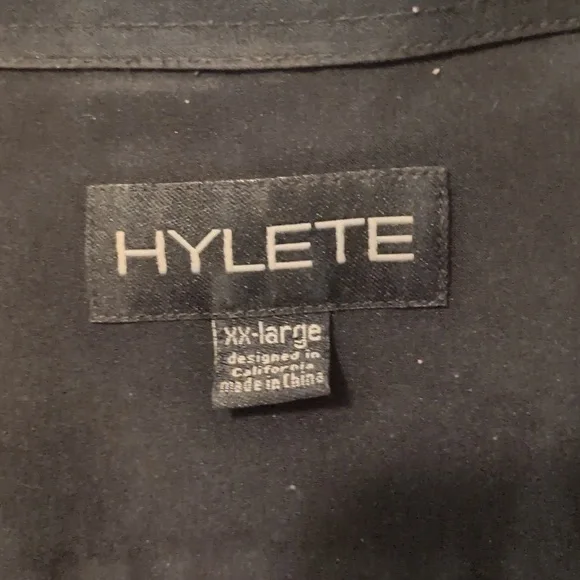 HYLETE
xx-large
designed in
California
made in China